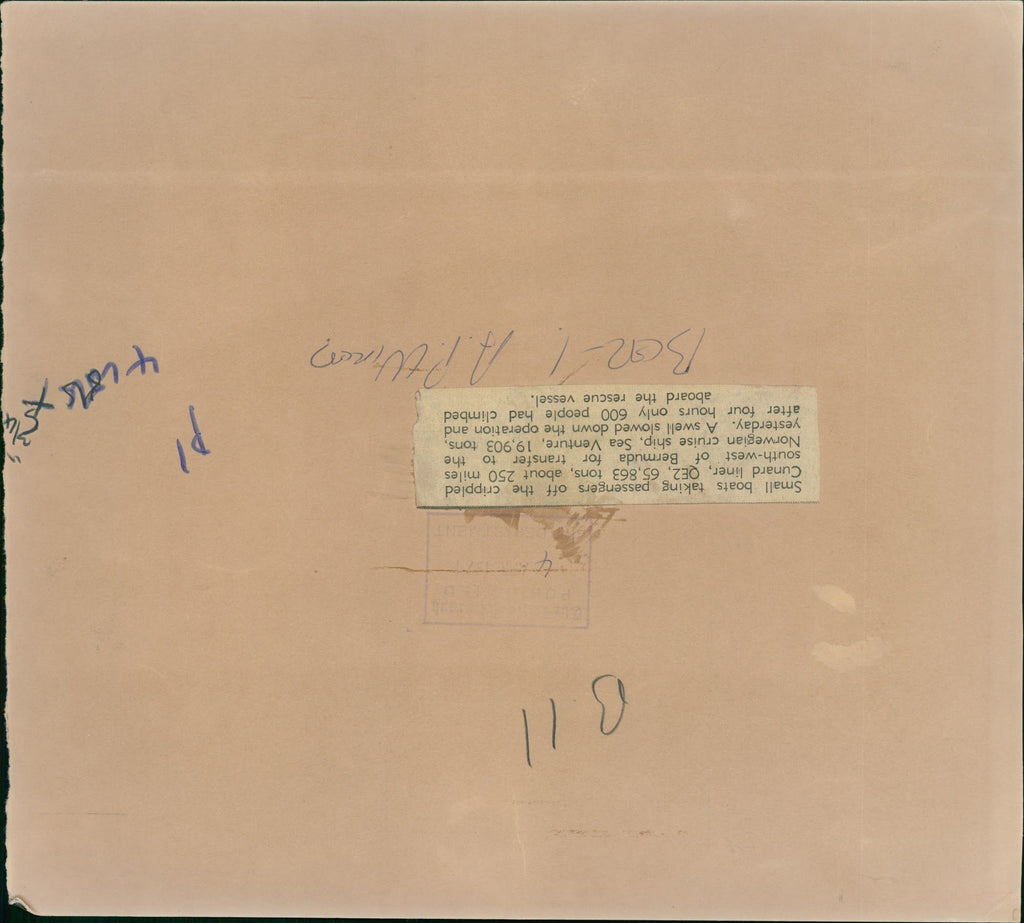 B 11
4
Small boats taking passengers off the crippled
Cunard liner, QE2, 65,863 tons, about 250 miles
south-west of Bermuda for transfer to the
Norwegian cruise ship, Sea Venture, 19,903 tons,
yesterday. A swell slowed down the operation and
after four hours only 600 people had climbed
aboard the rescue vessel.
P1